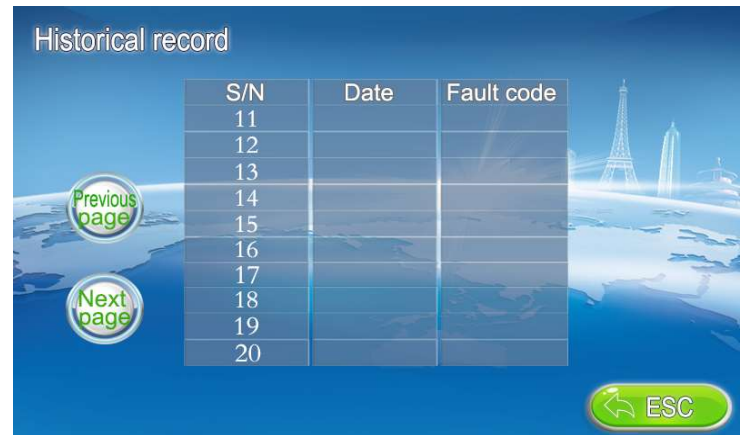 Historical record
S/N Date Fault code
11
12
13
14
15
16
17
18
19
20
Previous
page
Next
page
ESC